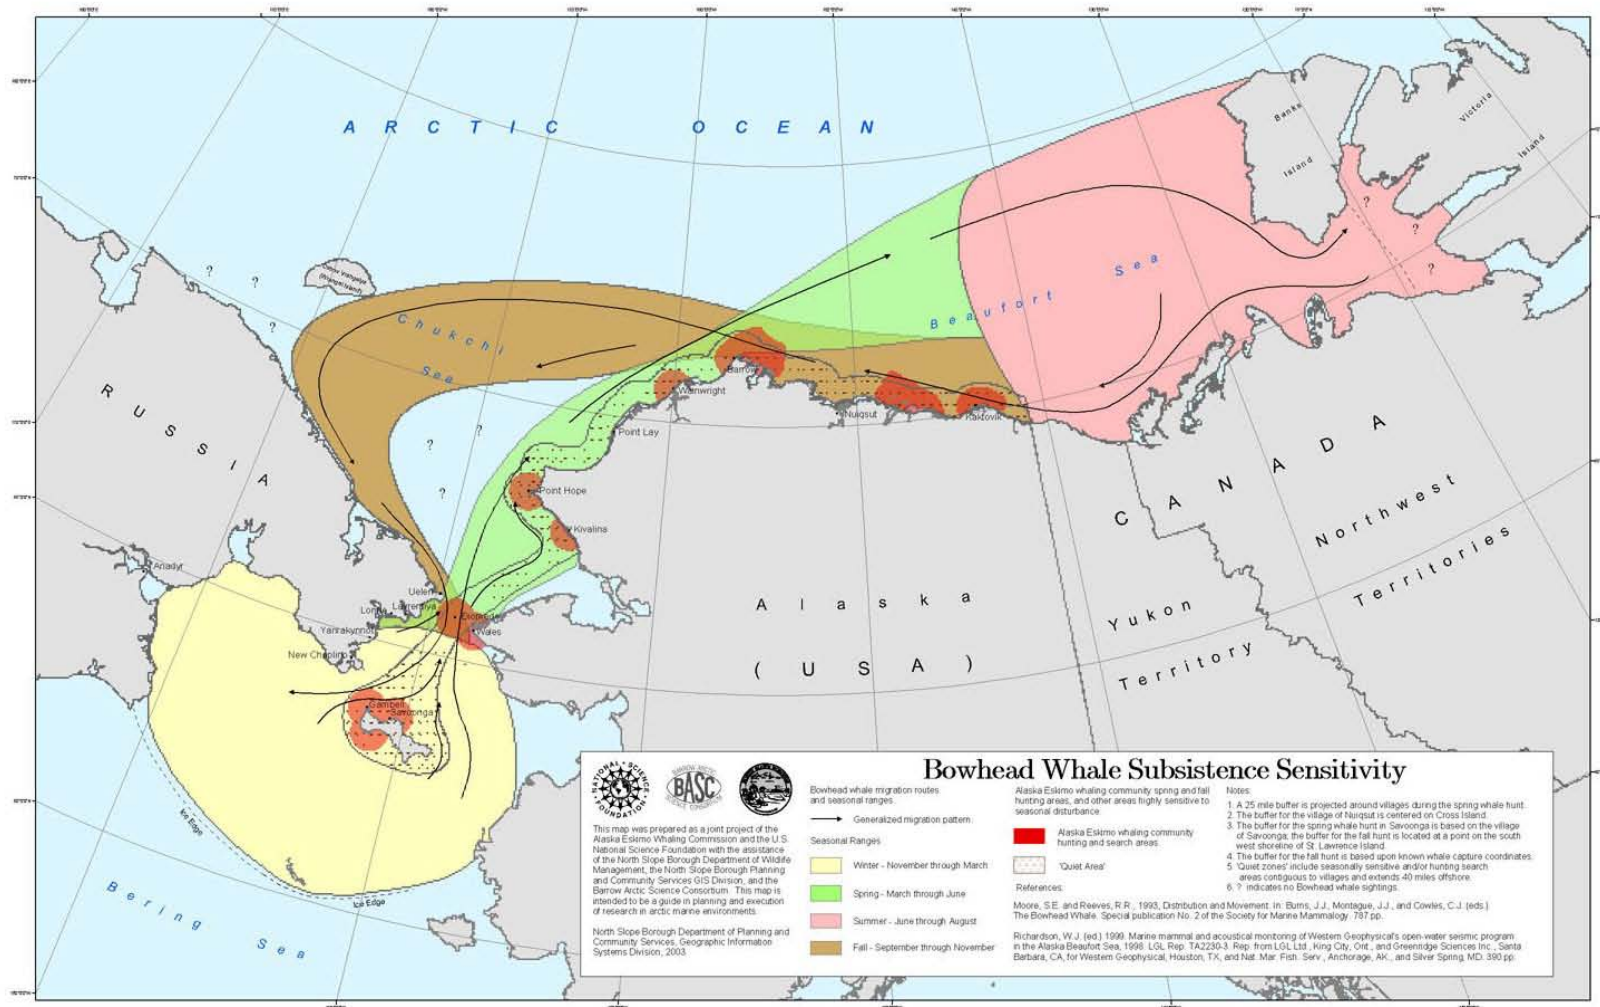 ARCTIC OCEAN
Banks
Island
Victoria
Island
Beaufort Sea
Chukchi
Sea
RUSSIA
Barrow
Wainwright
Nuiqsut
Kaktovik
Point Lay
Point Hope
Kivalina
CANADA
Northwest
Territories
Yukon
Territory
Alaska
(USA)
Anadyr
Uelen
Lavrentiya
Yanrakynnot
Diomede
Wales
New Chaplino
Gambell
Savoonga
Ice Edge
Ice Edge
Bering Sea
Bowhead Whale Subsistence Sensitivity
NATIONAL SCIENCE FOUNDATION
BARROW ARCTIC
BASC
SCIENCE CONSORTIUM
This map was prepared as a joint project of the
Alaska Eskimo Whaling Commission and the U.S.
National Science Foundation with the assistance
of the North Slope Borough Department of Wildlife
Management, the North Slope Borough Planning
and Community Services GIS Division, and the
Barrow Arctic Science Consortium. This map is
intended to be a guide in planning and execution
of research in arctic marine environments.
North Slope Borough Department of Planning and
Community Services, Geographic Information
Systems Division, 2003.
Bowhead whale migration routes
and seasonal ranges.
Generalized migration pattern
Seasonal Ranges
Winter - November through March
Spring - March through June
Summer - June through August
Fall - September through November
Alaska Eskimo whaling community spring and fall
hunting areas, and other areas highly sensitive to
seasonal disturbance
Alaska Eskimo whaling community
hunting and search areas.
'Quiet Area'
Notes:
1. A 25 mile buffer is projected around villages during the spring whale hunt.
2. The buffer for the village of Nuiqsut is centered on Cross Island.
3. The buffer for the spring whale hunt in Savoonga is based on the village
of Savoonga; the buffer for the fall hunt is located at a point on the south
west shoreline of St. Lawrence Island.
4. The buffer for the fall hunt is based upon known whale capture coordinates.
5. 'Quiet zones' include seasonally sensitive and/or hunting search
areas contiguous to villages and extends 40 miles offshore.
6. ? indicates no Bowhead whale sightings.
References:
Moore, S.E. and Reeves, R.R., 1993, Distribution and Movement. In: Burns, J.J., Montague, J.J., and Cowles, C.J. (eds.)
The Bowhead Whale. Special publication No. 2 of the Society for Marine Mammalogy. 787 pp.
Richardson, W.J. (ed.) 1999. Marine mammal and acoustical monitoring of Western Geophysical's open-water seismic program
in the Alaska Beaufort Sea, 1998. LGL Rep. TA2230-3. Rep. from LGL Ltd., King City, Ont., and Greenridge Sciences Inc., Santa
Barbara, CA, for Western Geophysical, Houston, TX, and Nat. Mar. Fish. Serv., Anchorage, AK., and Silver Spring, MD. 390 pp.